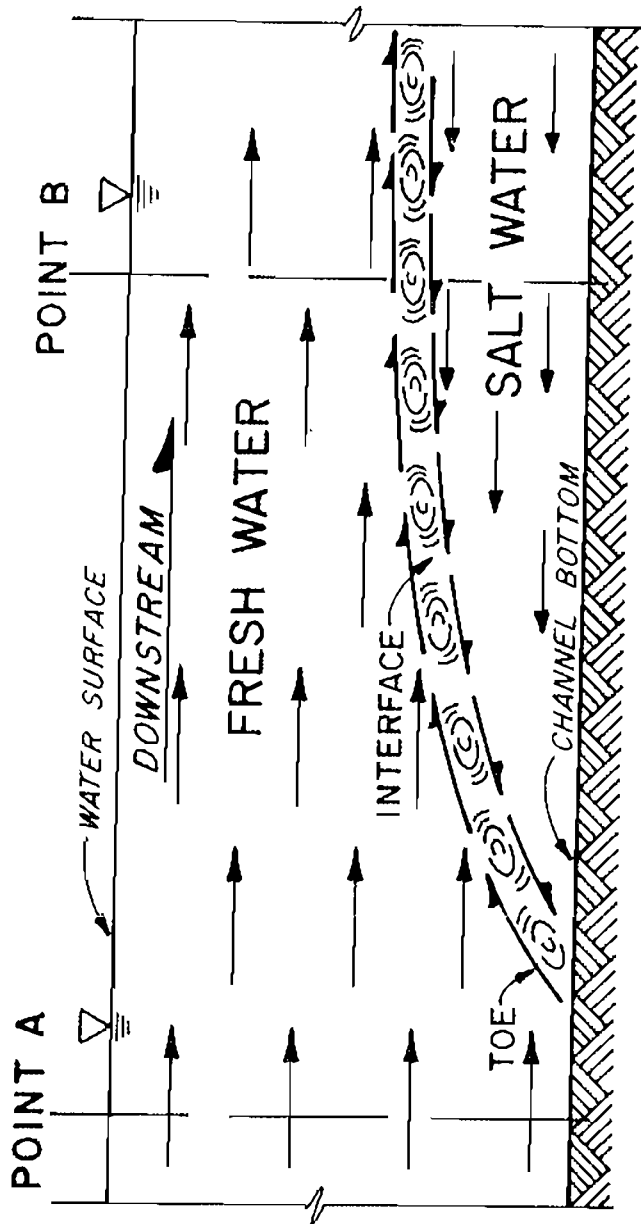 POINT A
POINT B
WATER SURFACE
DOWNSTREAM
FRESH WATER
INTERFACE
SALT WATER
TOE
CHANNEL BOTTOM